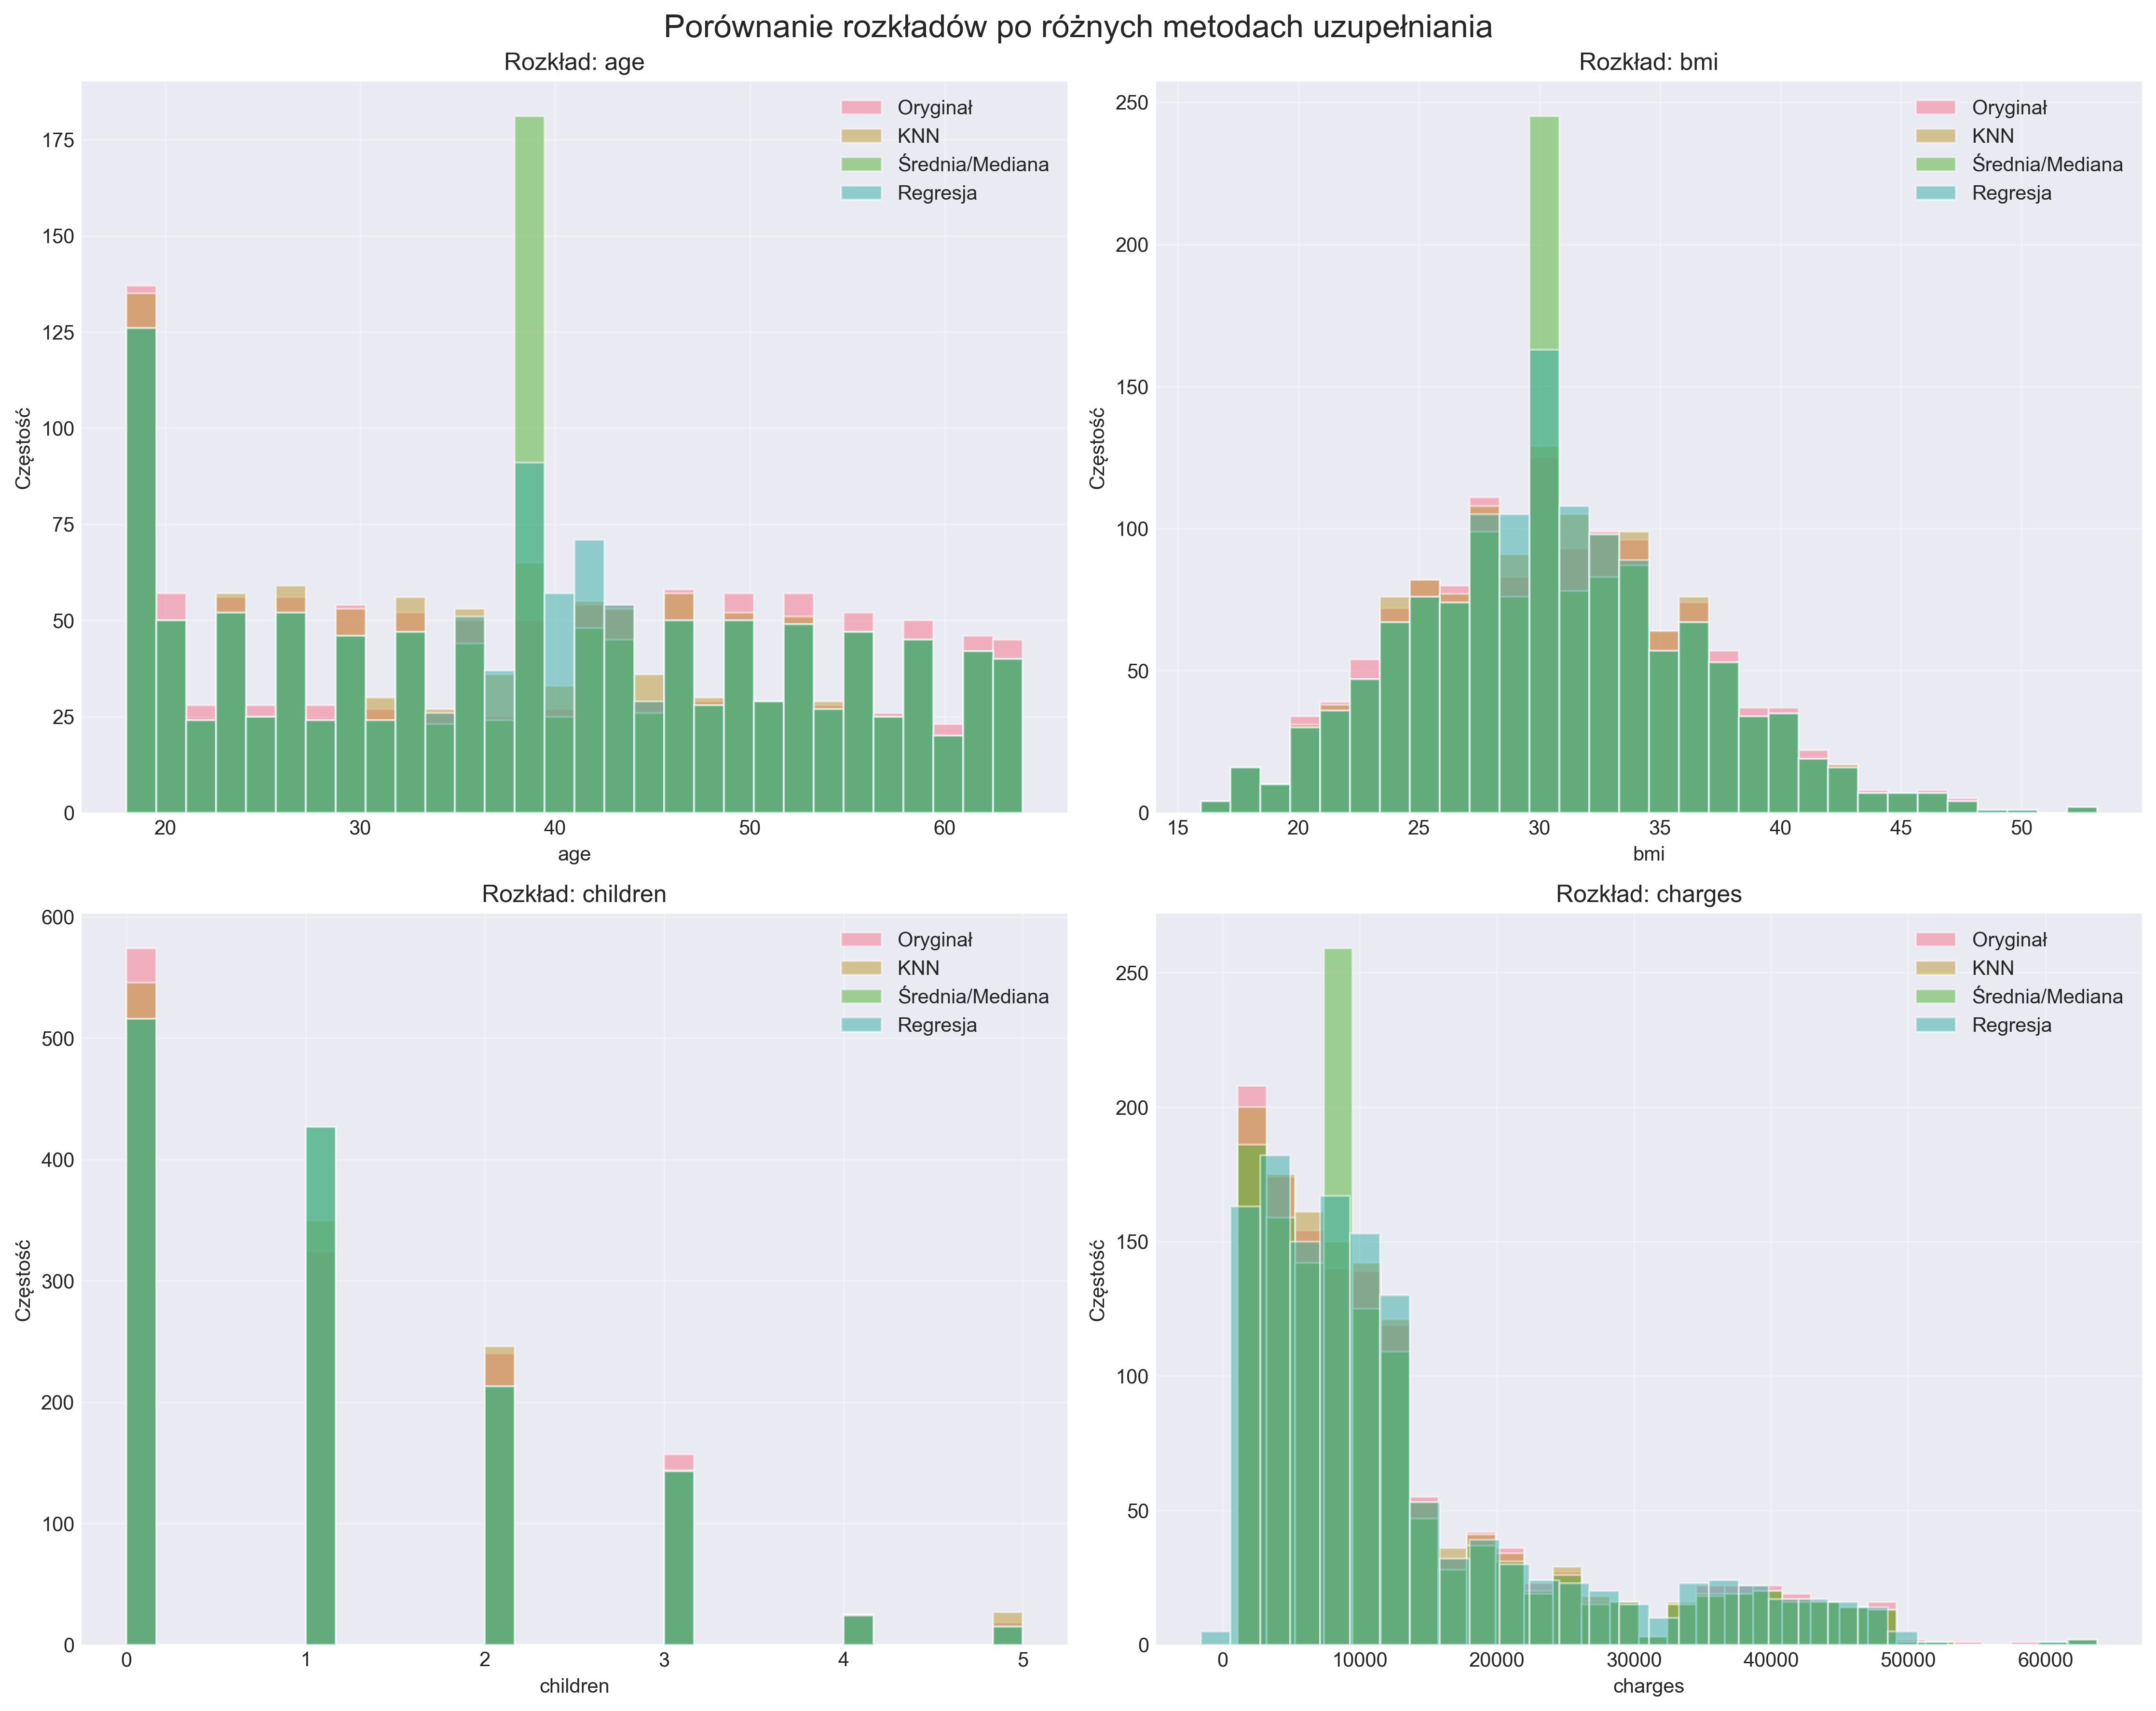 Porównanie rozkładów po różnych metodach uzupełniania
Rozkład: age
Oryginał
KNN
Średnia/Mediana
Regresja
175
150
125
100
75
50
25
0
Częstość
20 30 40 50 60
age
Rozkład: bmi
Oryginał
KNN
Średnia/Mediana
Regresja
250
200
150
100
50
0
Częstość
15 20 25 30 35 40 45 50
bmi
Rozkład: children
Oryginał
KNN
Średnia/Mediana
Regresja
600
500
400
300
200
100
0
Częstość
0 1 2 3 4 5
children
Rozkład: charges
Oryginał
KNN
Średnia/Mediana
Regresja
250
200
150
100
50
0
Częstość
0 10000 20000 30000 40000 50000 60000
charges